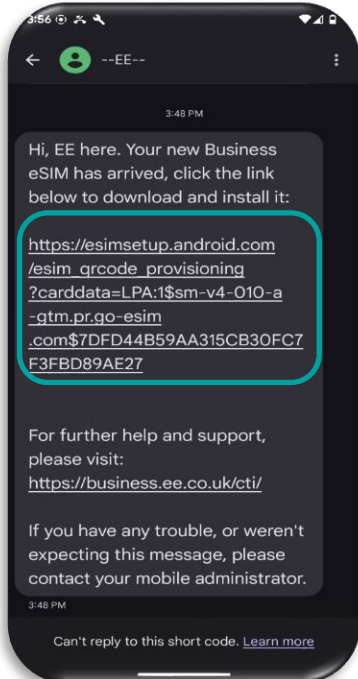 3:56
--EE--
3:48 PM
Hi, EE here. Your new Business
eSIM has arrived, click the link
below to download and install it:
https://esimsetup.android.com
/esim_qrcode_provisioning
?carddata=LPA:1$sm-v4-010-a
-gtm.pr.go-esim
.com$7DFD44B59AA315CB30FC7
F3FBD89AE27
For further help and support,
please visit:
https://business.ee.co.uk/cti/
If you have any trouble, or weren't
expecting this message, please
contact your mobile administrator.
3:48 PM
Can't reply to this short code. Learn more